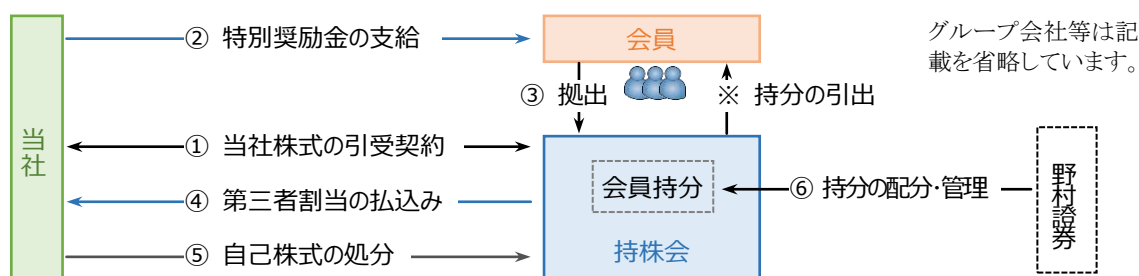 ② 特別奨励金の支給
会員
グループ会社等は記
載を省略しています。
③ 拠出
※ 持分の引出
当社
① 当社株式の引受契約
④ 第三者割当の払込み
⑤ 自己株式の処分
会員持分
持株会
⑥ 持分の配分・管理
野村證券